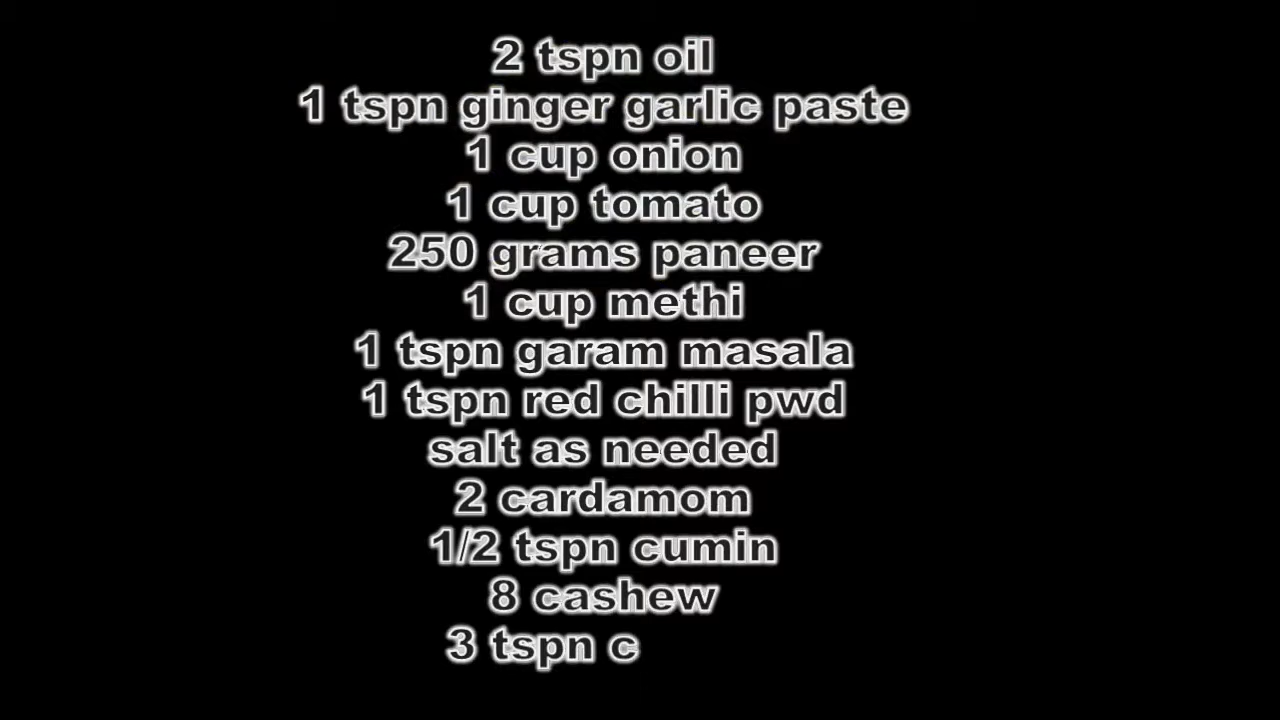 2 tspn oil
1 tspn ginger garlic paste
1 cup onion
1 cup tomato
250 grams paneer
1 cup methi
1 tspn garam masala
1 tspn red chilli pwd
salt as needed
2 cardamom
1/2 tspn cumin
8 cashew
3 tspn c